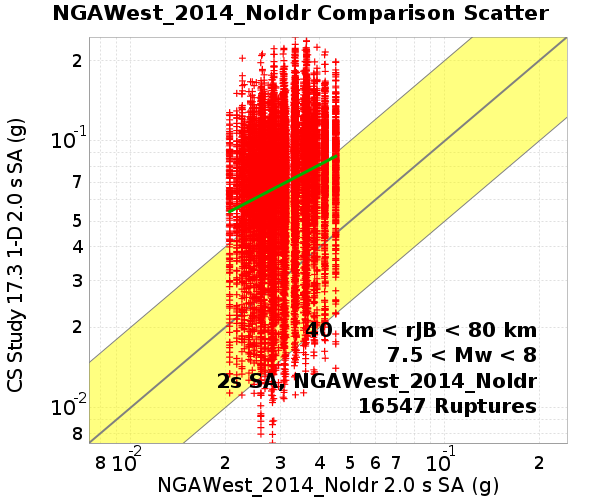 NGAWest_2014_NoIdr Comparison Scatter
CS Study 17.3 1-D 2.0 s SA (g)
2
10^-1
7
5
4
3
2
10^-2
8
40 km < rJB < 80 km
7.5 < Mw < 8
2s SA, NGAWest_2014_NoIdr
16547 Ruptures
8 10^-2 2 3 4 5 6 7 10^-1 2
NGAWest_2014_NoIdr 2.0 s SA (g)